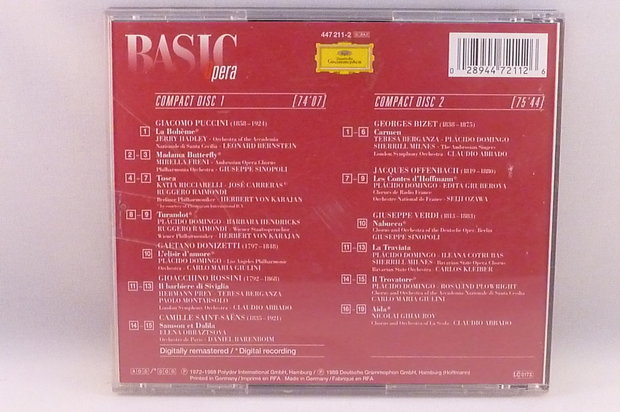 447 211-2
BASIC
Opera
Deutsche
Grammophon
0 28944 72112 6
COMPACT DISC 1 [74'07]
GIACOMO PUCCINI (1858-1924)
1 La Bohème*
JERRY HADLEY · Orchestra of the Accademia
Nazionale di Santa Cecilia · LEONARD BERNSTEIN
2 – 3 Madama Butterfly*
MIRELLA FRENI · Ambrosian Opera Chorus
Philharmonia Orchestra · GIUSEPPE SINOPOLI
4 – 7 Tosca
KATIA RICCIARELLI · JOSÉ CARRERAS
RUGGERO RAIMONDI
Berliner Philharmoniker · HERBERT VON KARAJAN
8 – 9 Turandot*
PLÁCIDO DOMINGO · BARBARA HENDRICKS
RUGGERO RAIMONDI · Wiener Staatsopernchor
Wiener Philharmoniker · HERBERT VON KARAJAN
GAETANO DONIZETTI (1797-1848)
10 L'elisir d'amore*
PLÁCIDO DOMINGO · Los Angeles Philharmonic
Orchestra · CARLO MARIA GIULINI
GIOACCHINO ROSSINI (1792-1868)
11 – 13 Il barbiere di Siviglia
HERMANN PREY · TERESA BERGANZA
PAOLO MONTARSOLO
London Symphony Orchestra · CLAUDIO ABBADO
CAMILLE SAINT-SAËNS (1835-1921)
14 – 15 Samson et Dalila
ELENA OBRAZTSOVA
Orchestre de Paris · DANIEL BARENBOIM
Digitally remastered / * Digital recording
COMPACT DISC 2 [75'44]
GEORGES BIZET (1838-1875)
1 – 6 Carmen
TERESA BERGANZA · PLÁCIDO DOMINGO
SHERRILL MILNES · The Ambrosian Singers
London Symphony Orchestra · CLAUDIO ABBADO
JACQUES OFFENBACH (1819-1880)
7 – 9 Les Contes d'Hoffmann*
PLÁCIDO DOMINGO · EDITA GRUBEROVA
Choeurs de Radio France
Orchestre National de France · SEIJI OZAWA
GIUSEPPE VERDI (1813-1883)
10 Nabucco*
Chorus and Orchestra of the Deutsche Oper, Berlin
GIUSEPPE SINOPOLI
11 – 13 La Traviata
PLÁCIDO DOMINGO · ILEANA COTRUBAS
SHERRILL MILNES · Bavarian State Opera Chorus
Bavarian State Orchestra · CARLOS KLEIBER
14 – 15 Il Trovatore*
PLÁCIDO DOMINGO · ROSALIND PLOWRIGHT
Chorus and Orchestra of the Accademia Nazionale di Santa Cecilia
CARLO MARIA GIULINI
16 – 19 Aida*
NICOLAI GHIAUROV
Chorus and Orchestra of La Scala · CLAUDIO ABBADO
ADD / DDD ℗ 1972-1988 Polydor International GmbH, Hamburg / ℗ 1989 Deutsche Grammophon GmbH, Hamburg (Hoffmann) LC 0173
Printed in Germany / Imprimé en RFA Made in Germany / Fabriqué en RFA